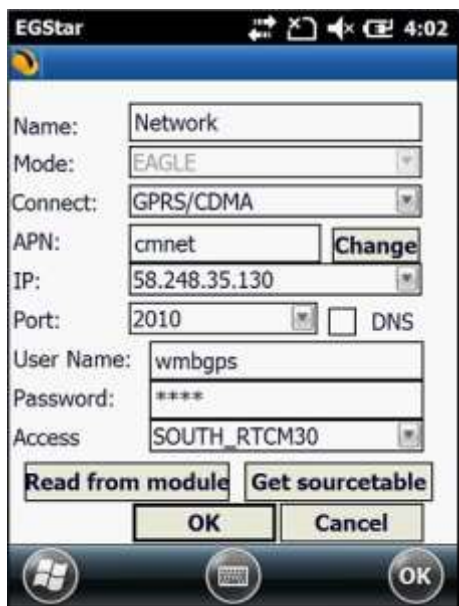 EGStar 4:02
Name: Network
Mode: EAGLE
Connect: GPRS/CDMA
APN: cmnet Change
IP: 58.248.35.130
Port: 2010 DNS
User Name: wmbgps
Password: ****
Access SOUTH_RTCM30
Read from module Get sourcetable
OK Cancel
OK